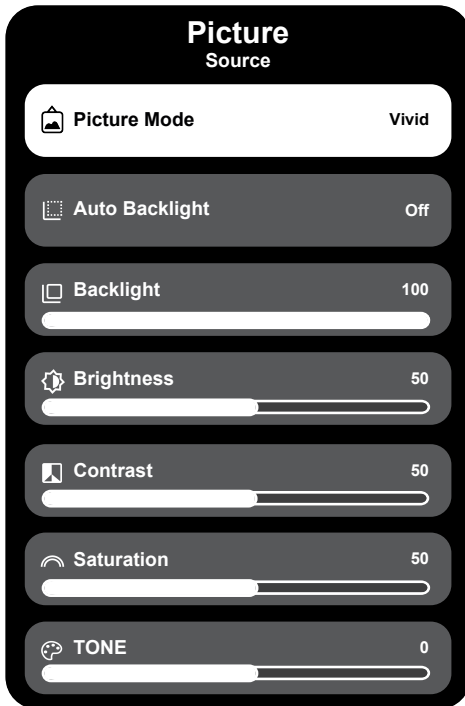 Picture
Source
Picture Mode Vivid
Auto Backlight Off
Backlight 100
Brightness 50
Contrast 50
Saturation 50
TONE 0